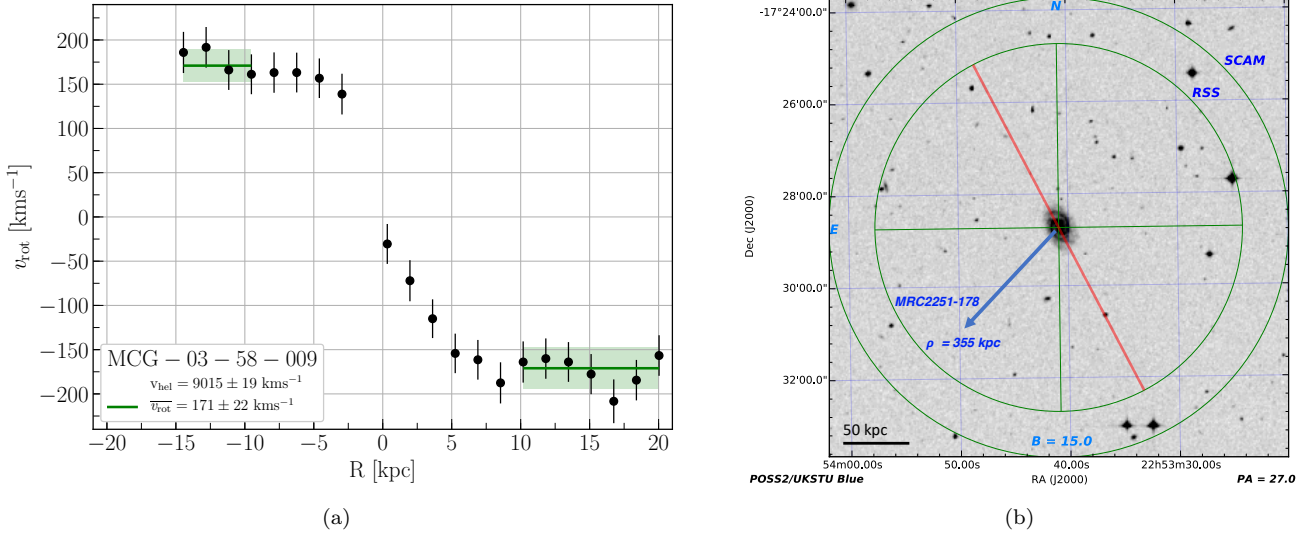 200
150
100
50
0
−50
−100
−150
−200
v_rot [kms⁻¹]
MCG − 03 − 58 − 009
v_hel = 9015 ± 19 kms⁻¹
v̅_rot = 171 ± 22 kms⁻¹
−20 −15 −10 −5 0 5 10 15 20
R [kpc]
(a)
-17°24'00.0"
26'00.0"
28'00.0"
30'00.0"
32'00.0"
Dec (J2000)
N
SCAM
RSS
E
MRC2251-178
ρ = 355 kpc
50 kpc
B = 15.0
54m00.00s 50.00s 40.00s 22h53m30.00s
POSS2/UKSTU Blue RA (J2000) PA = 27.0
(b)